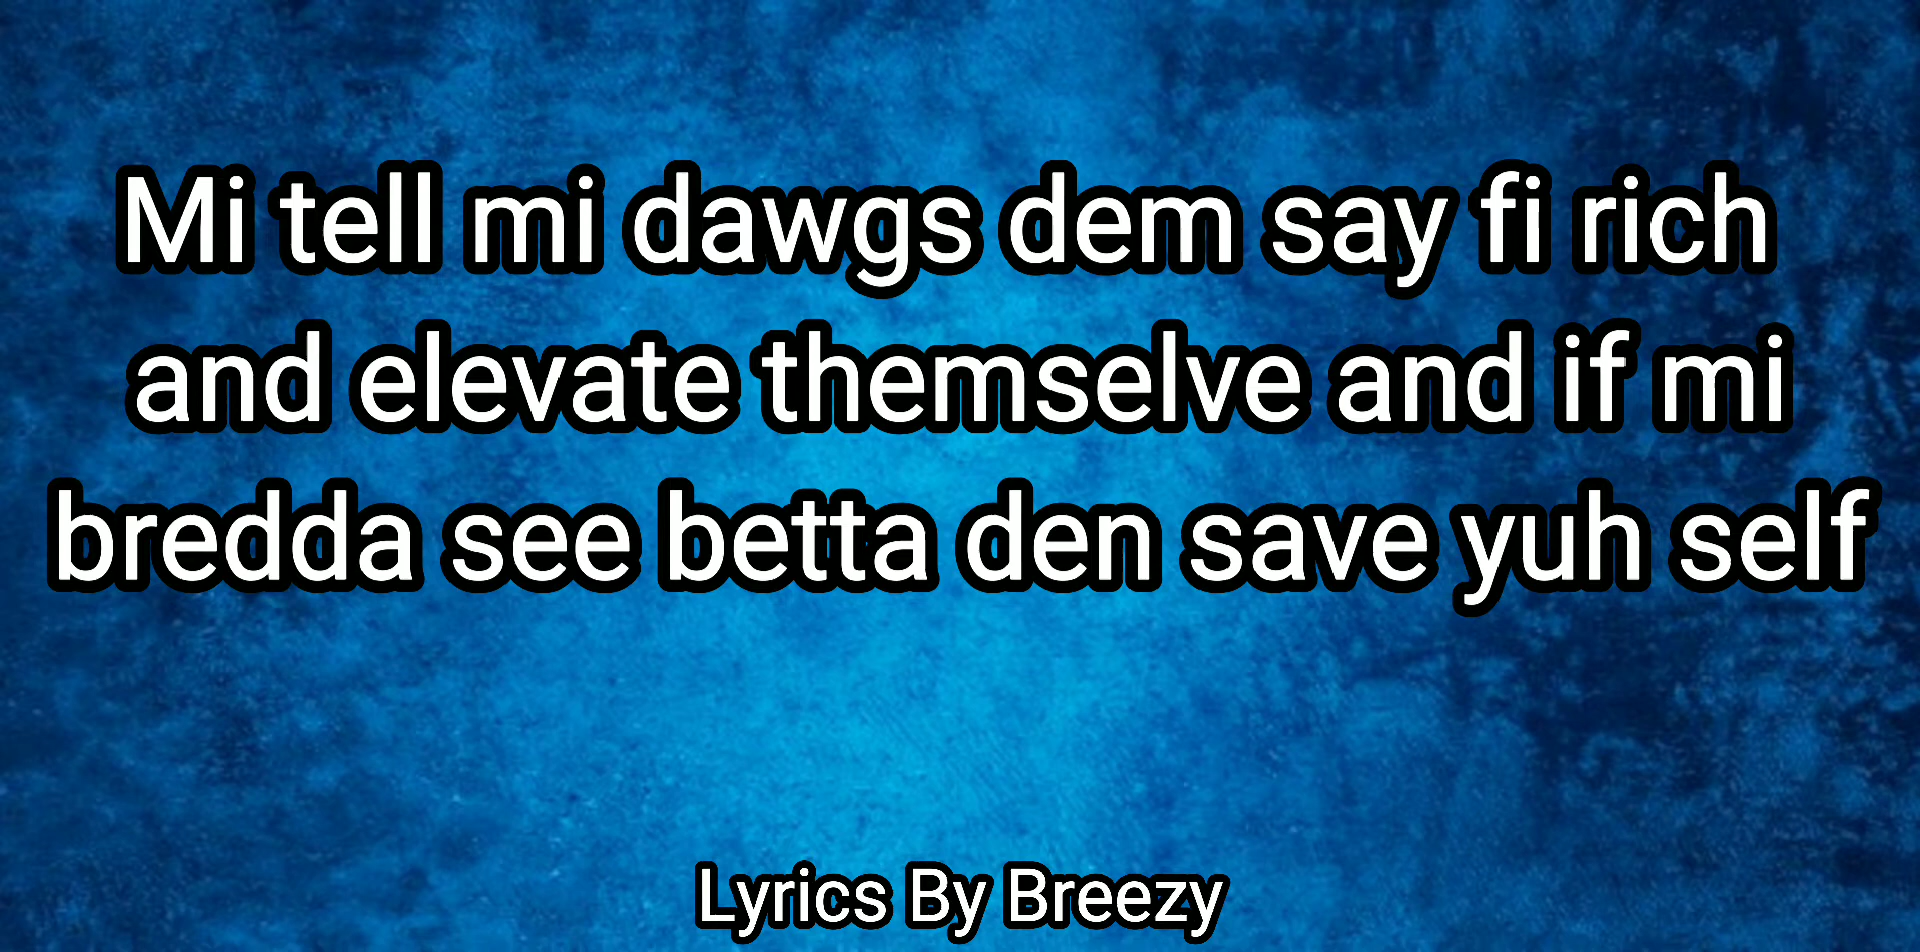 Mi tell mi dawgs dem say fi rich
and elevate themselve and if mi
bredda see betta den save yuh self
Lyrics By Breezy